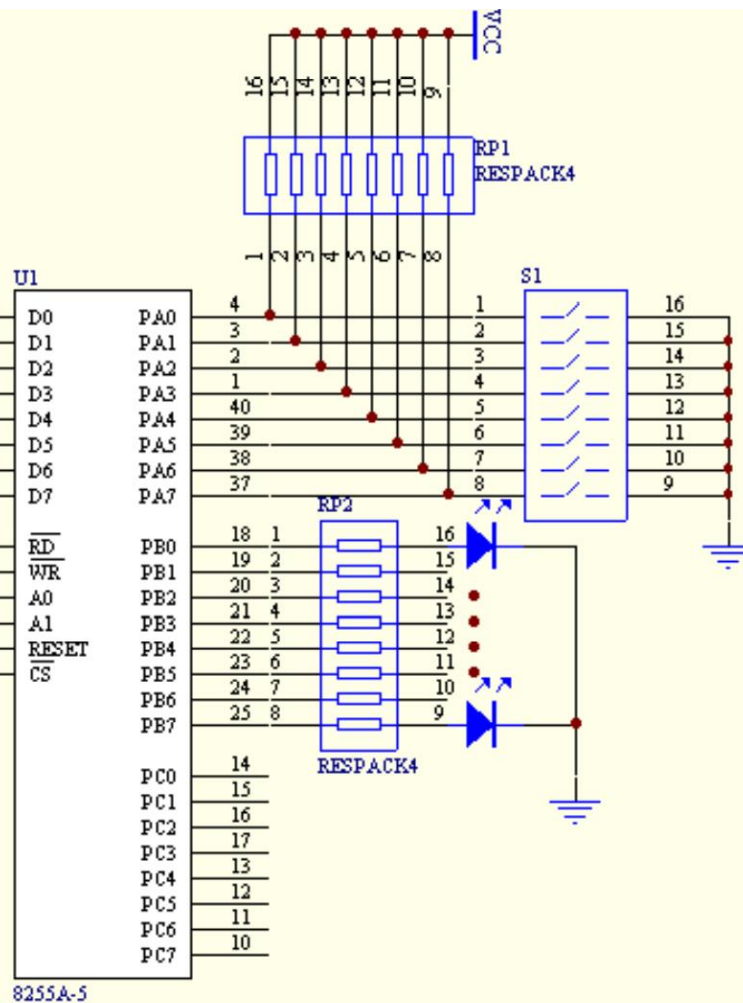 VCC
16 15 14 13 12 11 10 9
RP1
RESPACK4
1 2 3 4 5 6 7 8
U1
S1
D0 PA0 4 1 16
D1 PA1 3 2 15
D2 PA2 2 3 14
D3 PA3 1 4 13
D4 PA4 40 5 12
D5 PA5 39 6 11
D6 PA6 38 7 10
D7 PA7 37 8 9
RP2
RD PB0 18 1 16
WR PB1 19 2 15
A0 PB2 20 3 14
A1 PB3 21 4 13
RESET PB4 22 5 12
CS PB5 23 6 11
PB6 24 7 10
PB7 25 8 9
RESPACK4
PC0 14
PC1 15
PC2 16
PC3 17
PC4 13
PC5 12
PC6 11
PC7 10
8255A-5